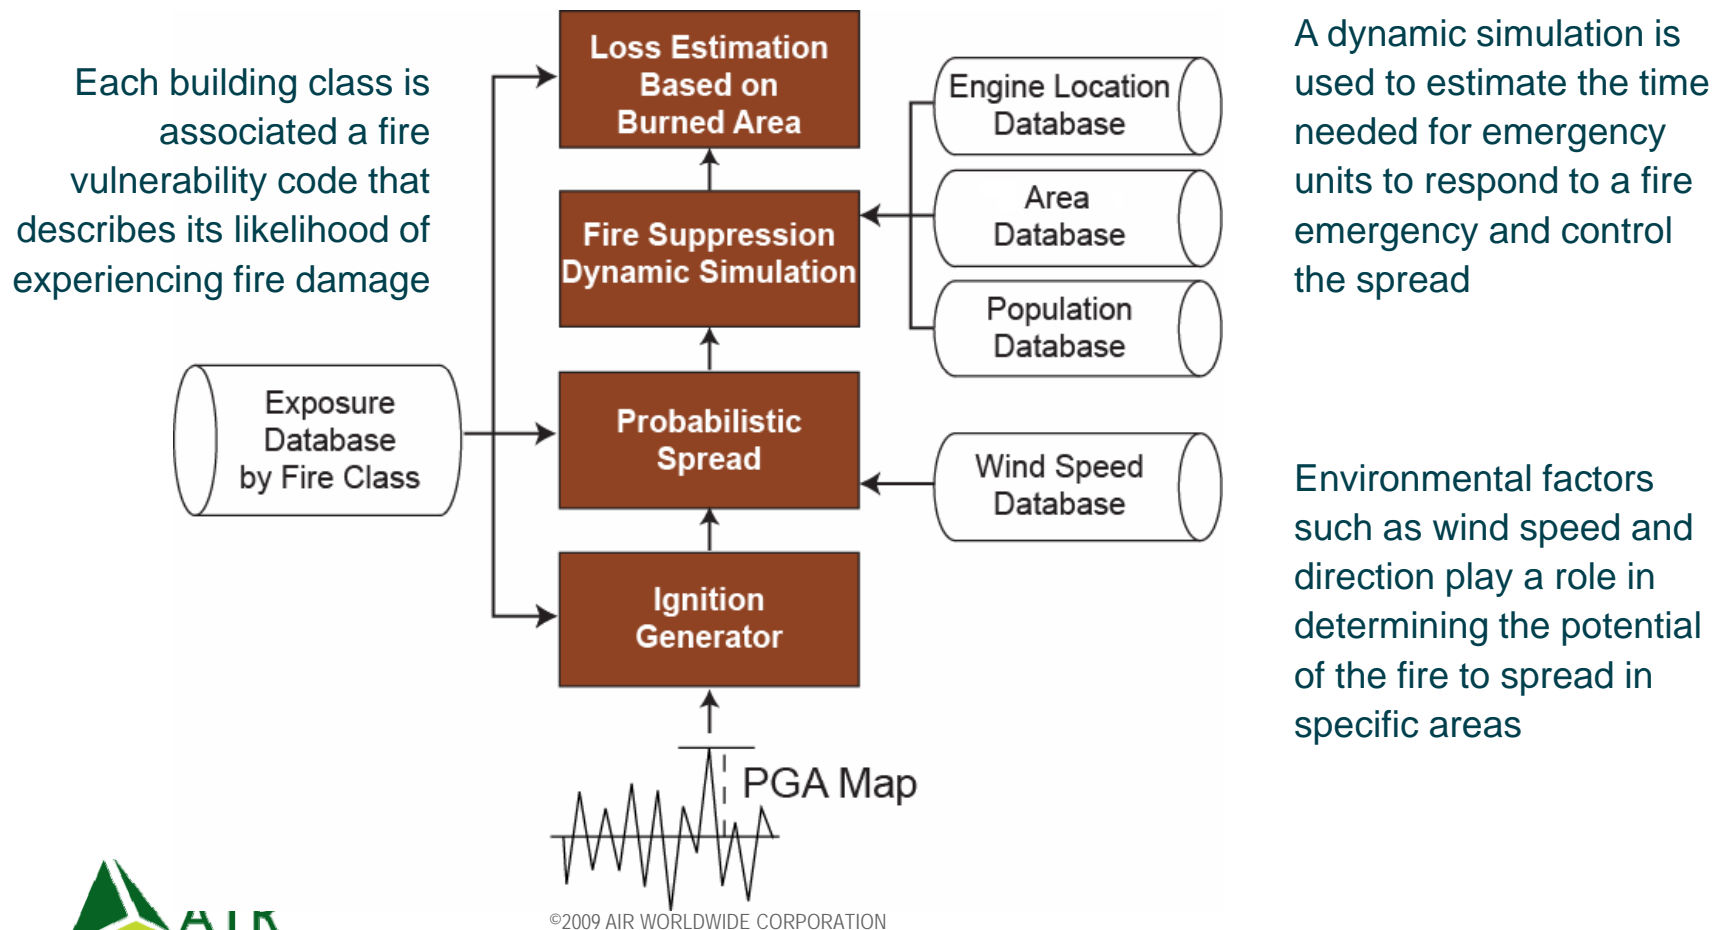 Each building class is
associated a fire
vulnerability code that
describes its likelihood of
experiencing fire damage
Loss Estimation
Based on
Burned Area
Engine Location
Database
A dynamic simulation is
used to estimate the time
needed for emergency
units to respond to a fire
emergency and control
the spread
Fire Suppression
Dynamic Simulation
Area
Database
Population
Database
Exposure
Database
by Fire Class
Probabilistic
Spread
Wind Speed
Database
Environmental factors
such as wind speed and
direction play a role in
determining the potential
of the fire to spread in
specific areas
Ignition
Generator
PGA Map
AIR
©2009 AIR WORLDWIDE CORPORATION